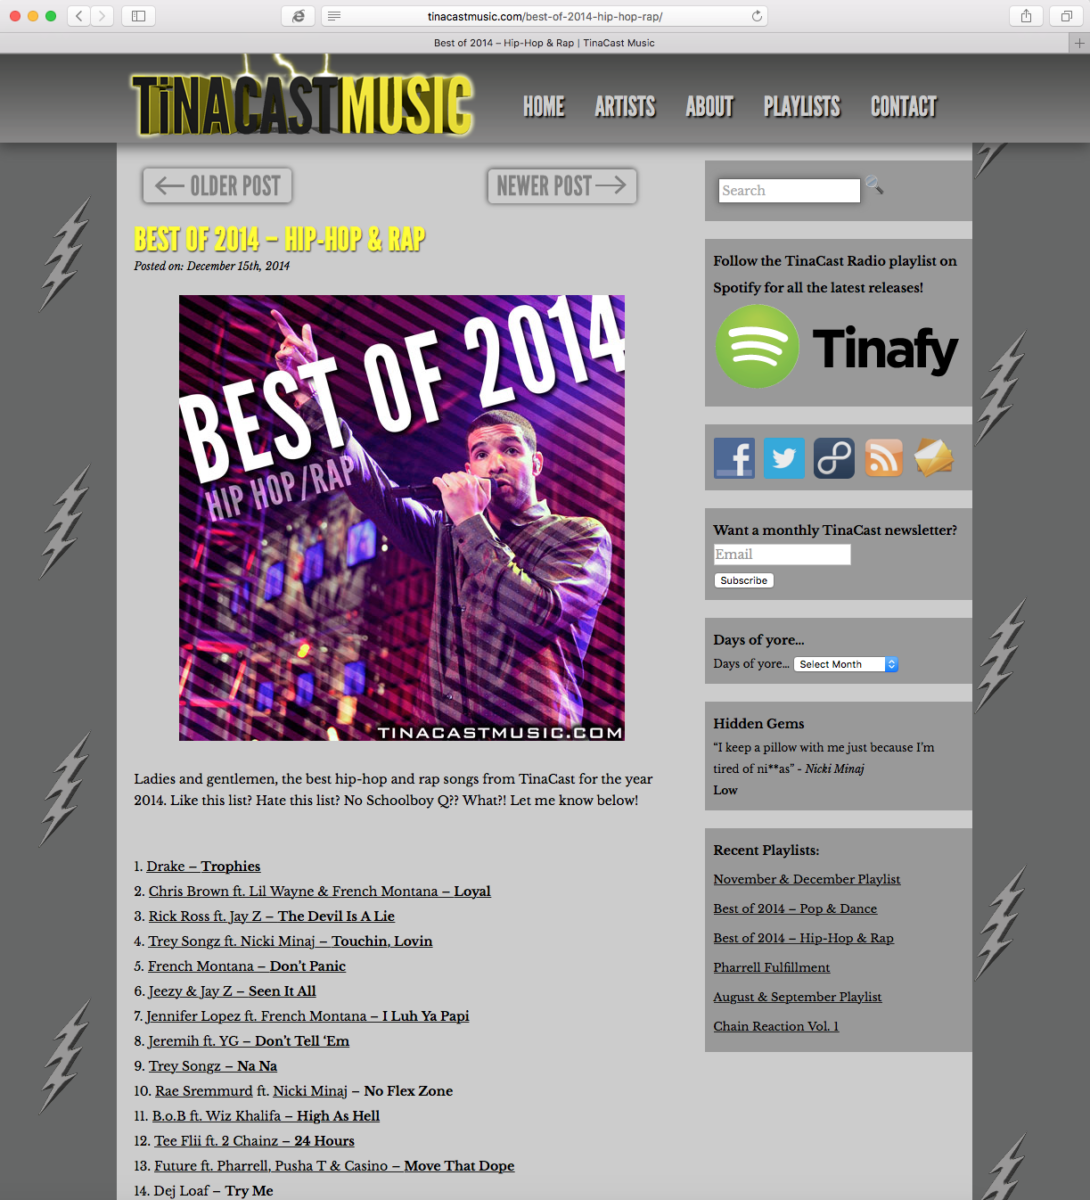 tinacastmusic.com/best-of-2014-hip-hop-rap/
Best of 2014 – Hip-Hop & Rap | TinaCast Music
TiNACASTMUSIC
HOME ARTISTS ABOUT PLAYLISTS CONTACT
← OLDER POST
NEWER POST →
BEST OF 2014 – HIP-HOP & RAP
Posted on: December 15th, 2014
BEST OF 2014
HIP HOP/RAP
TINACASTMUSIC.COM
Ladies and gentlemen, the best hip-hop and rap songs from TinaCast for the year
2014. Like this list? Hate this list? No Schoolboy Q?? What?! Let me know below!
1. Drake – Trophies
2. Chris Brown ft. Lil Wayne & French Montana – Loyal
3. Rick Ross ft. Jay Z – The Devil Is A Lie
4. Trey Songz ft. Nicki Minaj – Touchin, Lovin
5. French Montana – Don't Panic
6. Jeezy & Jay Z – Seen It All
7. Jennifer Lopez ft. French Montana – I Luh Ya Papi
8. Jeremih ft. YG – Don't Tell ‘Em
9. Trey Songz – Na Na
10. Rae Sremmurd ft. Nicki Minaj – No Flex Zone
11. B.o.B ft. Wiz Khalifa – High As Hell
12. Tee Flii ft. 2 Chainz – 24 Hours
13. Future ft. Pharrell, Pusha T & Casino – Move That Dope
14. Dej Loaf – Try Me
Search
Follow the TinaCast Radio playlist on
Spotify for all the latest releases!
Tinafy
Want a monthly TinaCast newsletter?
Email
Subscribe
Days of yore...
Days of yore... Select Month
Hidden Gems
“I keep a pillow with me just because I'm
tired of ni**as” - Nicki Minaj
Low
Recent Playlists:
November & December Playlist
Best of 2014 – Pop & Dance
Best of 2014 – Hip-Hop & Rap
Pharrell Fulfillment
August & September Playlist
Chain Reaction Vol. 1